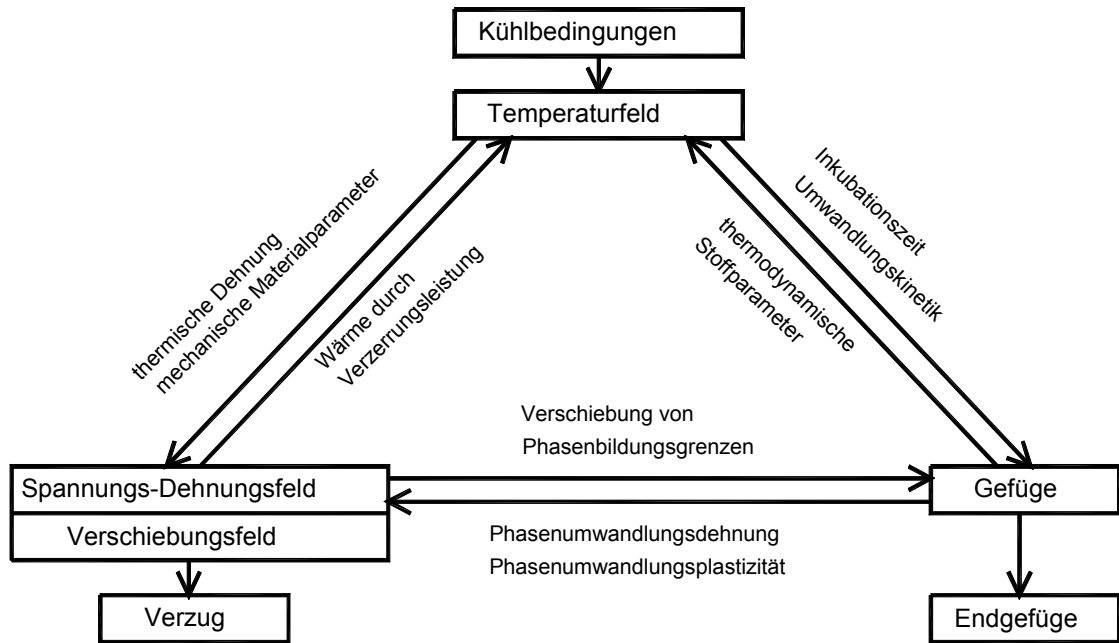 Kühlbedingungen
Temperaturfeld
thermische Dehnung
mechanische Materialparameter
Wärme durch
Verzerrungsleistung
Inkubationszeit
Umwandlungskinetik
thermodynamische
Stoffparameter
Verschiebung von
Phasenbildungsgrenzen
Spannungs-Dehnungsfeld
Verschiebungsfeld
Gefüge
Phasenumwandlungsdehnung
Phasenumwandlungsplastizität
Verzug
Endgefüge